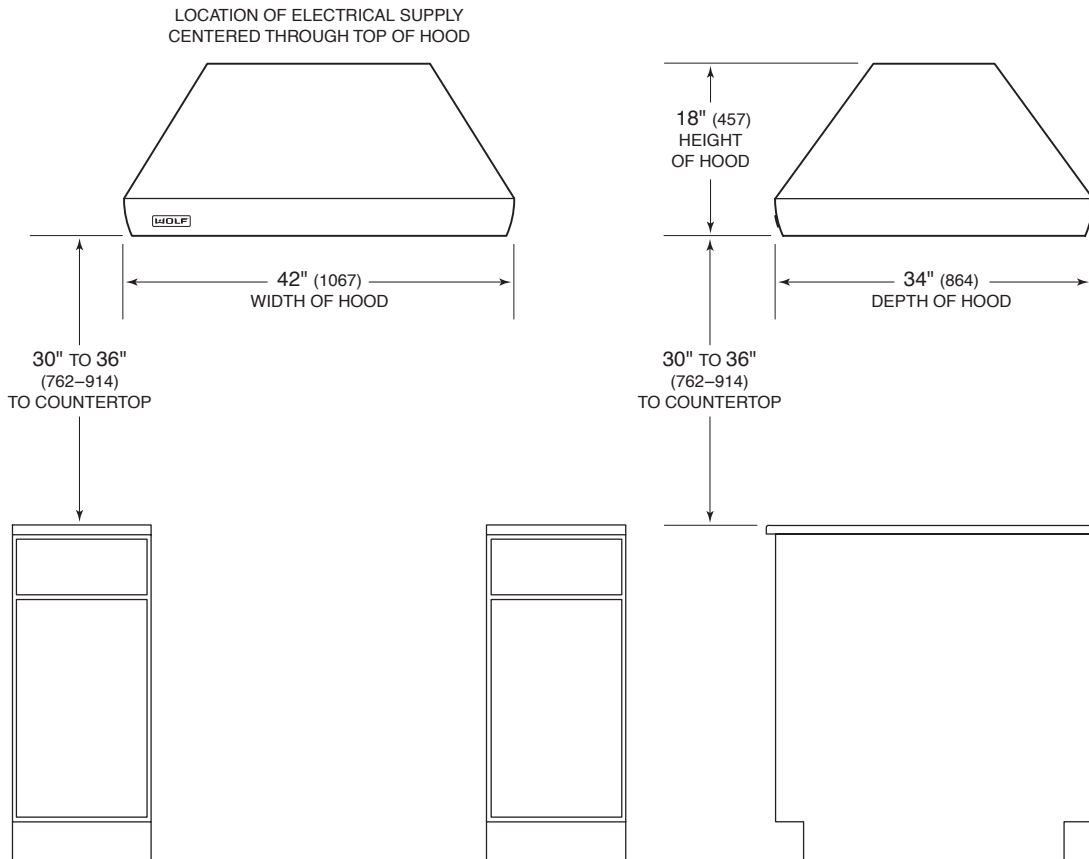 LOCATION OF ELECTRICAL SUPPLY
CENTERED THROUGH TOP OF HOOD
18" (457)
HEIGHT
OF HOOD
WOLF
42" (1067)
WIDTH OF HOOD
34" (864)
DEPTH OF HOOD
30" TO 36"
(762–914)
TO COUNTERTOP
30" TO 36"
(762–914)
TO COUNTERTOP